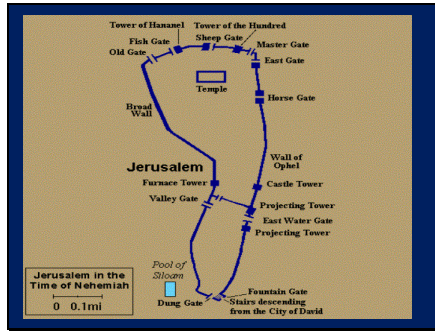 Tower of Hananel
Tower of the Hundred
Fish Gate
Sheep Gate
Master Gate
Old Gate
East Gate
Temple
Horse Gate
Broad
Wall
Wall of
Ophel
Jerusalem
Furnace Tower
Castle Tower
Valley Gate
Projecting Tower
East Water Gate
Projecting Tower
Pool of
Siloam
Jerusalem in the
Time of Nehemiah
0 0.1mi
Fountain Gate
Dung Gate
Stairs descending
from the City of David